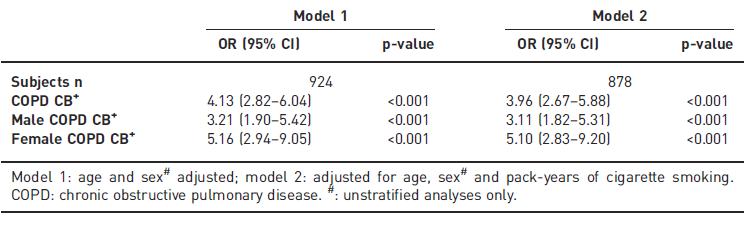 Model 1 Model 2
OR (95% CI) p-value OR (95% CI) p-value
Subjects n 924 878
COPD CB⁺ 4.13 (2.82–6.04) <0.001 3.96 (2.67–5.88) <0.001
Male COPD CB⁺ 3.21 (1.90–5.42) <0.001 3.11 (1.82–5.31) <0.001
Female COPD CB⁺ 5.16 (2.94–9.05) <0.001 5.10 (2.83–9.20) <0.001
Model 1: age and sex# adjusted; model 2: adjusted for age, sex# and pack-years of cigarette smoking.
COPD: chronic obstructive pulmonary disease. #: unstratified analyses only.